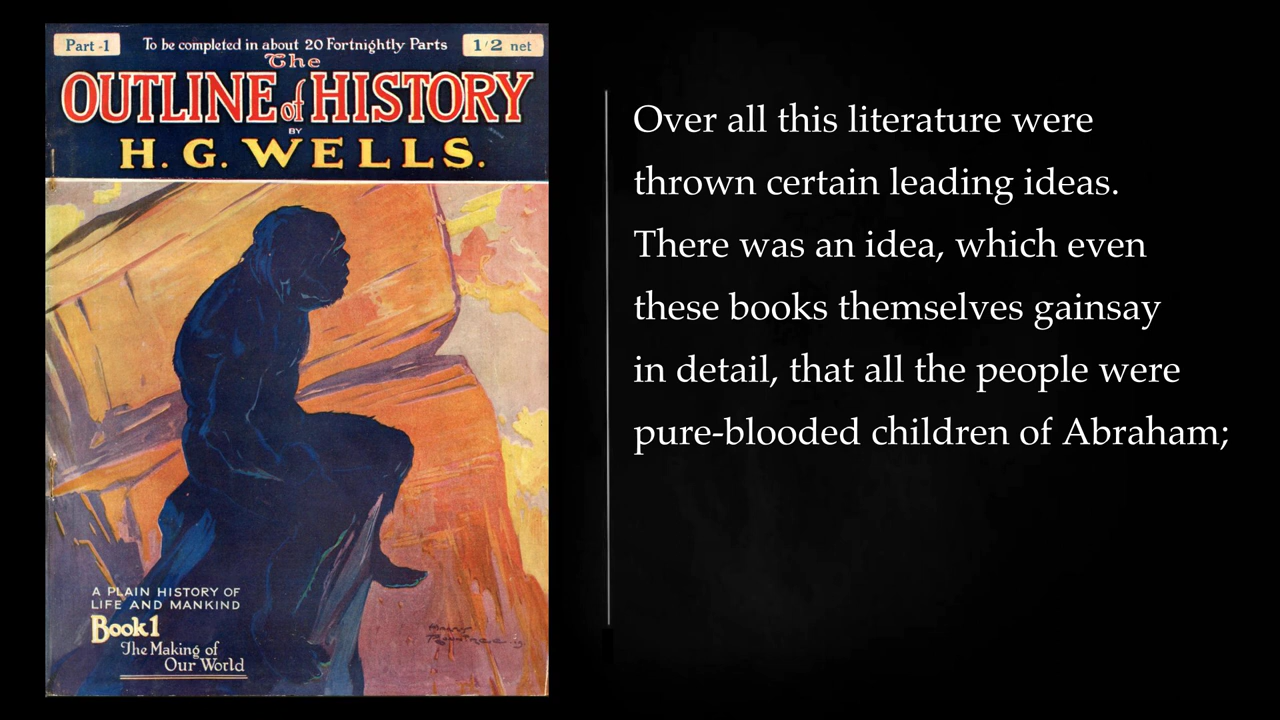 Part -1
To be completed in about 20 Fortnightly Parts
1/2 net
The
OUTLINE of HISTORY
BY
H. G. WELLS.
A PLAIN HISTORY OF
LIFE AND MANKIND
Book 1
The Making of
Our World
Over all this literature were
thrown certain leading ideas.
There was an idea, which even
these books themselves gainsay
in detail, that all the people were
pure-blooded children of Abraham;